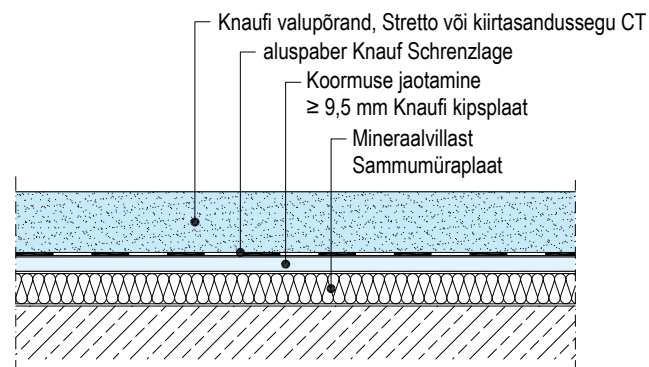 Knaufi valupõrand, Stretto või kiirtasandussegu CT
aluspaber Knauf Schrenzlage
Koormuse jaotamine
≥ 9,5 mm Knaufi kipsplaat
Mineraalvillast
Sammumüraplaat